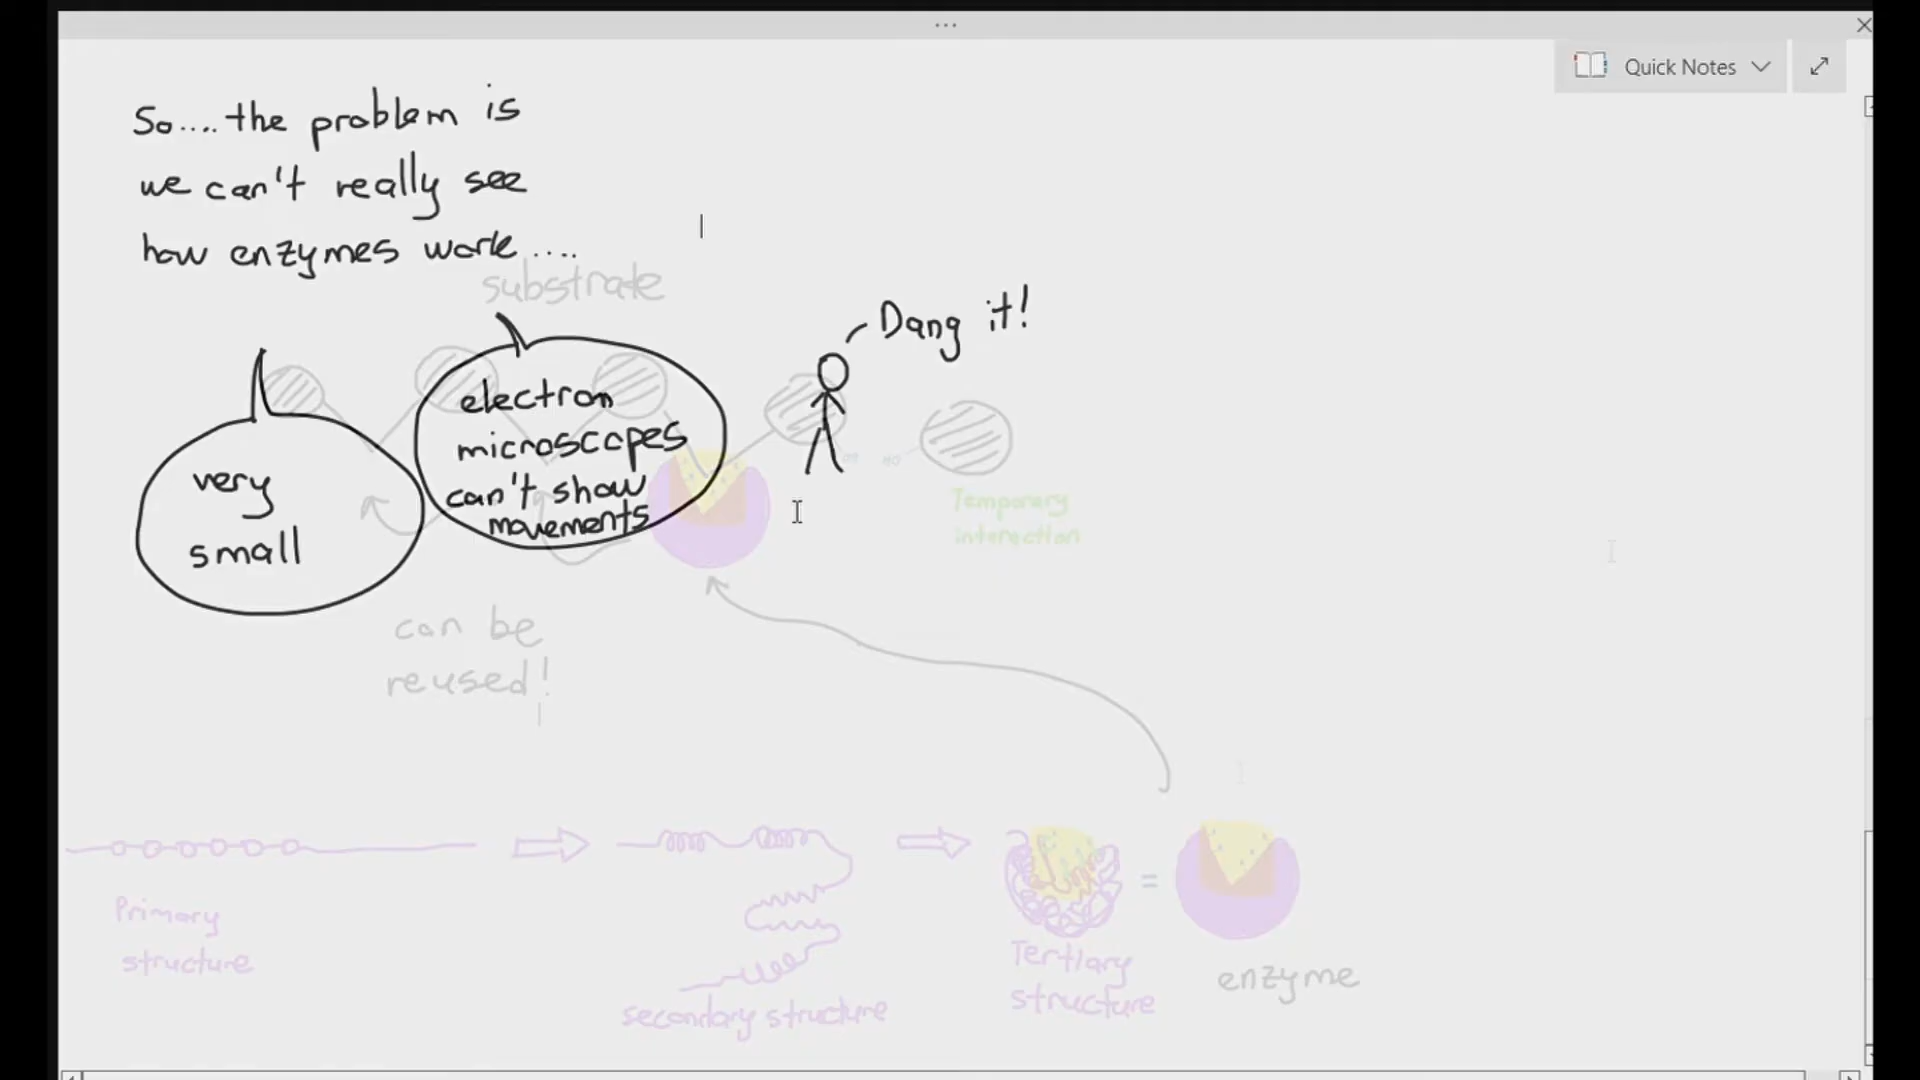 Quick Notes
So....the problem is
we can't really see
how enzymes work ....
substrate
Dang it!
very
small
electron
microscopes
can't show
movements
HO
Temporary
interaction
can be
reused!
=
Primary
structure
secondary structure
Tertiary
structure
enzyme